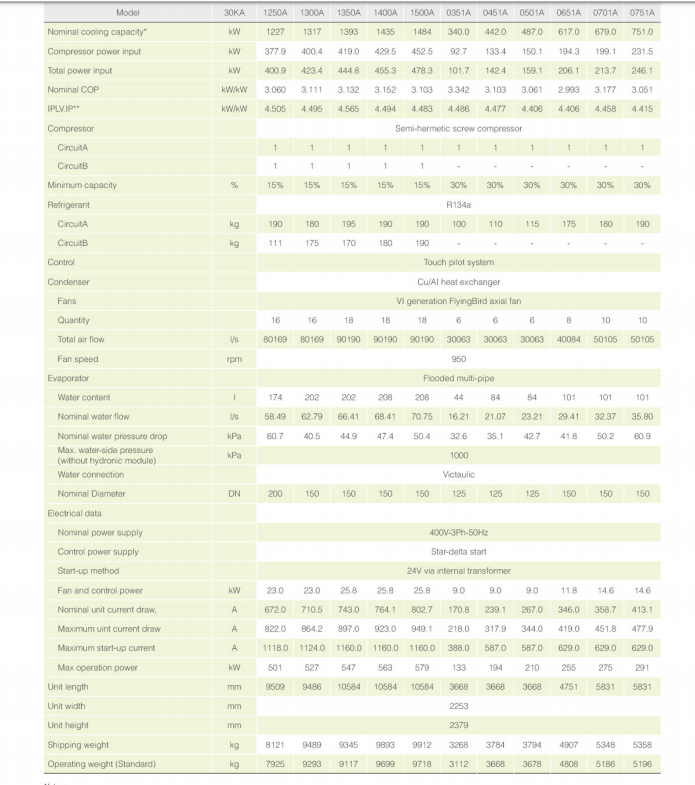 Model 30KA 1250A 1300A 1350A 1400A 1500A 0351A 0451A 0501A 0651A 0701A 0751A
Nominal cooling capacity* kW 1227 1317 1393 1435 1484 340.0 442.0 487.0 617.0 679.0 751.0
Compressor power input kW 377.9 400.4 419.0 429.5 452.5 92.7 133.4 150.1 194.3 199.1 231.5
Total power input kW 400.9 423.4 444.8 455.3 478.3 101.7 142.4 159.1 206.1 213.7 246.1
Nominal COP kW/kW 3.060 3.111 3.132 3.152 3.103 3.342 3.103 3.061 2.993 3.177 3.051
IPLV.IP** kW/kW 4.505 4.495 4.565 4.494 4.483 4.486 4.477 4.406 4.406 4.458 4.415
Compressor Semi-hermetic screw compressor
CircuitA 1 1 1 1 1 1 1 1 1 1 1
CircuitB 1 1 1 1 1 - - - - - -
Minimum capacity % 15% 15% 15% 15% 15% 30% 30% 30% 30% 30% 30%
Refrigerant R134a
CircuitA kg 190 180 195 190 190 100 110 115 175 180 190
CircuitB kg 111 175 170 180 190 - - - - - -
Control Touch pilot system
Condenser Cu/Al heat exchanger
Fans VI generation FlyingBird axial fan
Quantity 16 16 18 18 18 6 6 6 8 10 10
Total air flow l/s 80169 80169 90190 90190 90190 30063 30063 30063 40084 50105 50105
Fan speed rpm 950
Evaporator Flooded multi-pipe
Water content l 174 202 202 208 208 44 84 84 101 101 101
Nominal water flow l/s 58.49 62.79 66.41 68.41 70.75 16.21 21.07 23.21 29.41 32.37 35.80
Nominal water pressure drop kPa 60.7 40.5 44.9 47.4 50.4 32.6 35.1 42.7 41.8 50.2 60.9
Max. water-side pressure
(without hydronic module) kPa 1000
Water connection Victaulic
Nominal Diameter DN 200 150 150 150 150 125 125 125 150 150 150
Electrical data
Nominal power supply 400V-3Ph-50Hz
Control power supply Star-delta start
Start-up method 24V via internal transformer
Fan and control power kW 23.0 23.0 25.8 25.8 25.8 9.0 9.0 9.0 11.8 14.6 14.6
Nominal unit current draw, A 672.0 710.5 743.0 764.1 802.7 170.8 239.1 267.0 346.0 358.7 413.1
Maximum uint current draw A 822.0 864.2 897.0 923.0 949.1 218.0 317.9 344.0 419.0 451.8 477.9
Maximum start-up current A 1118.0 1124.0 1160.0 1160.0 1160.0 388.0 587.0 587.0 629.0 629.0 629.0
Max operation power kW 501 527 547 563 579 133 194 210 255 275 291
Unit length mm 9509 9486 10584 10584 10584 3668 3668 3668 4751 5831 5831
Unit width mm 2253
Unit height mm 2379
Shipping weight kg 8121 9489 9345 9893 9912 3268 3784 3794 4907 5348 5358
Operating weight (Standard) kg 7925 9293 9117 9699 9718 3112 3668 3678 4808 5186 5196